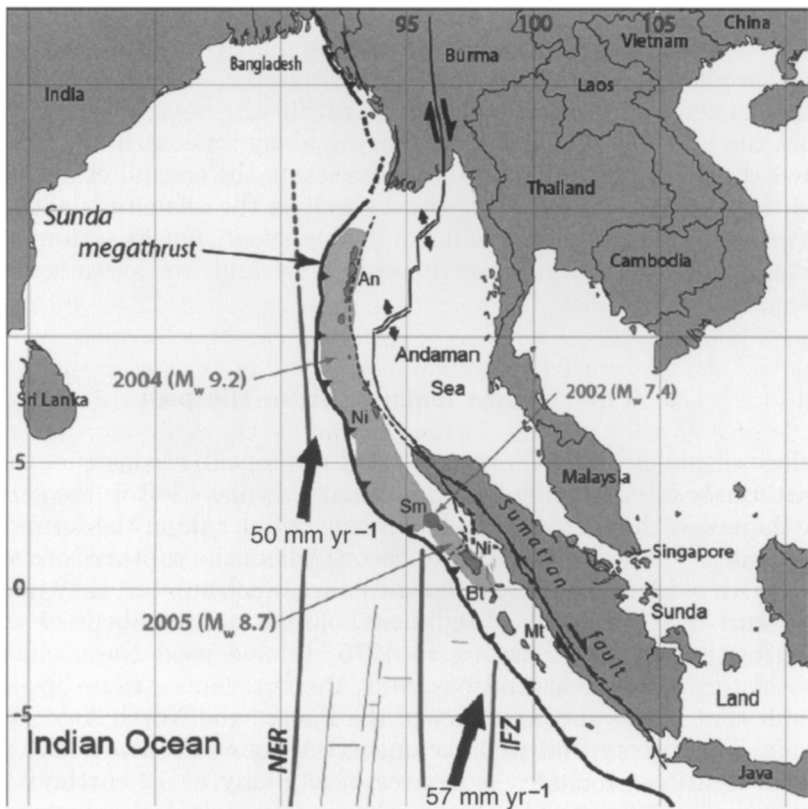 95
100
105
China
Vietnam
Bangladesh
Burma
India
Laos
Thailand
Sunda
megathrust
An
Cambodia
Andaman
Sea
2004 (Mw 9.2)
2002 (Mw 7.4)
Sri Lanka
Ni
5
Malaysia
Sm
Sumatran
50 mm yr–1
Ni
Singapore
0
Bt
Sunda
2005 (Mw 8.7)
Mt
fault
Land
-5
Indian Ocean
NER
IFZ
Java
57 mm yr–1